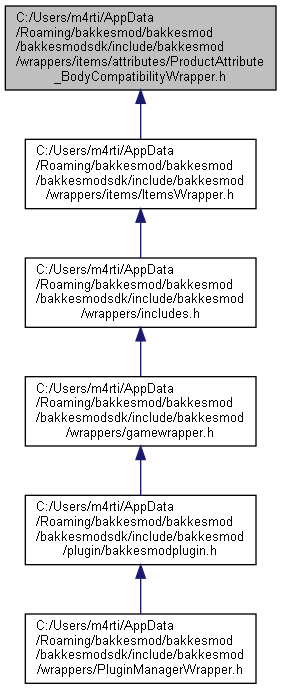 C:/Users/m4rti/AppData
/Roaming/bakkesmod/bakkesmod
/bakkesmodsdk/include/bakkesmod
/wrappers/items/attributes/ProductAttribute
_BodyCompatibilityWrapper.h
C:/Users/m4rti/AppData
/Roaming/bakkesmod/bakkesmod
/bakkesmodsdk/include/bakkesmod
/wrappers/items/ItemsWrapper.h
C:/Users/m4rti/AppData
/Roaming/bakkesmod/bakkesmod
/bakkesmodsdk/include/bakkesmod
/wrappers/includes.h
C:/Users/m4rti/AppData
/Roaming/bakkesmod/bakkesmod
/bakkesmodsdk/include/bakkesmod
/wrappers/gamewrapper.h
C:/Users/m4rti/AppData
/Roaming/bakkesmod/bakkesmod
/bakkesmodsdk/include/bakkesmod
/plugin/bakkesmodplugin.h
C:/Users/m4rti/AppData
/Roaming/bakkesmod/bakkesmod
/bakkesmodsdk/include/bakkesmod
/wrappers/PluginManagerWrapper.h